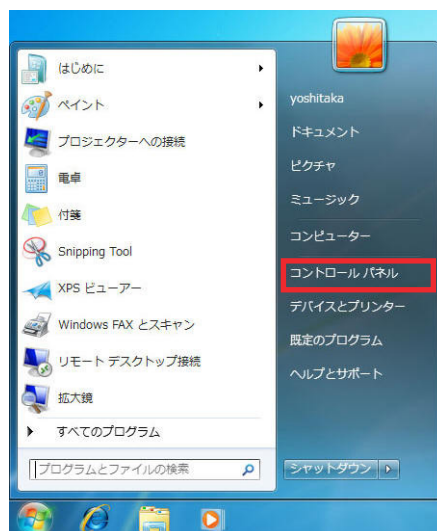 はじめに
ペイント
プロジェクターへの接続
電卓
付箋
Snipping Tool
XPS ビューアー
Windows FAX とスキャン
リモート デスクトップ接続
拡大鏡
すべてのプログラム
プログラムとファイルの検索
yoshitaka
ドキュメント
ピクチャ
ミュージック
コンピューター
コントロール パネル
デバイスとプリンター
既定のプログラム
ヘルプとサポート
シャットダウン